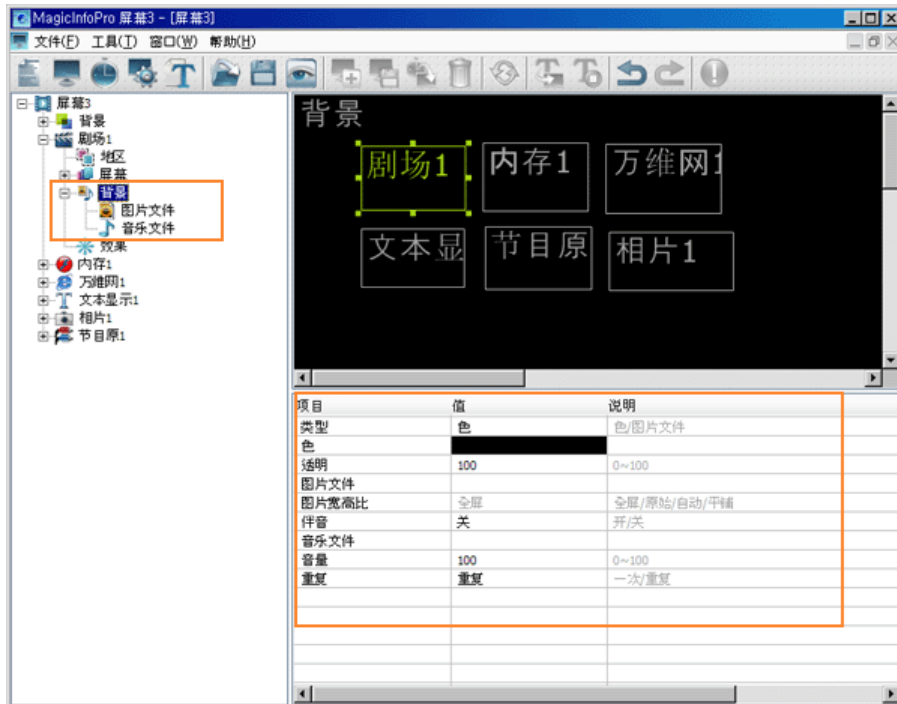 MagicInfoPro 屏幕3 - [屏幕3]
文件(F) 工具(T) 窗口(W) 帮助(H)
屏幕3
背景
剧场1
地区
屏幕
背景
图片文件
音乐文件
效果
内存1
万维网1
文本显示1
相片1
节目原1
背景
剧场1 内存1 万维网1
文本显 节目原 相片1
项目 值 说明
类型 色 色/图片文件
色
透明 100 0~100
图片文件
图片宽高比 全屏 全屏/原始/自动/平铺
伴音 关 开/关
音乐文件
音量 100 0~100
重复 重复 一次/重复